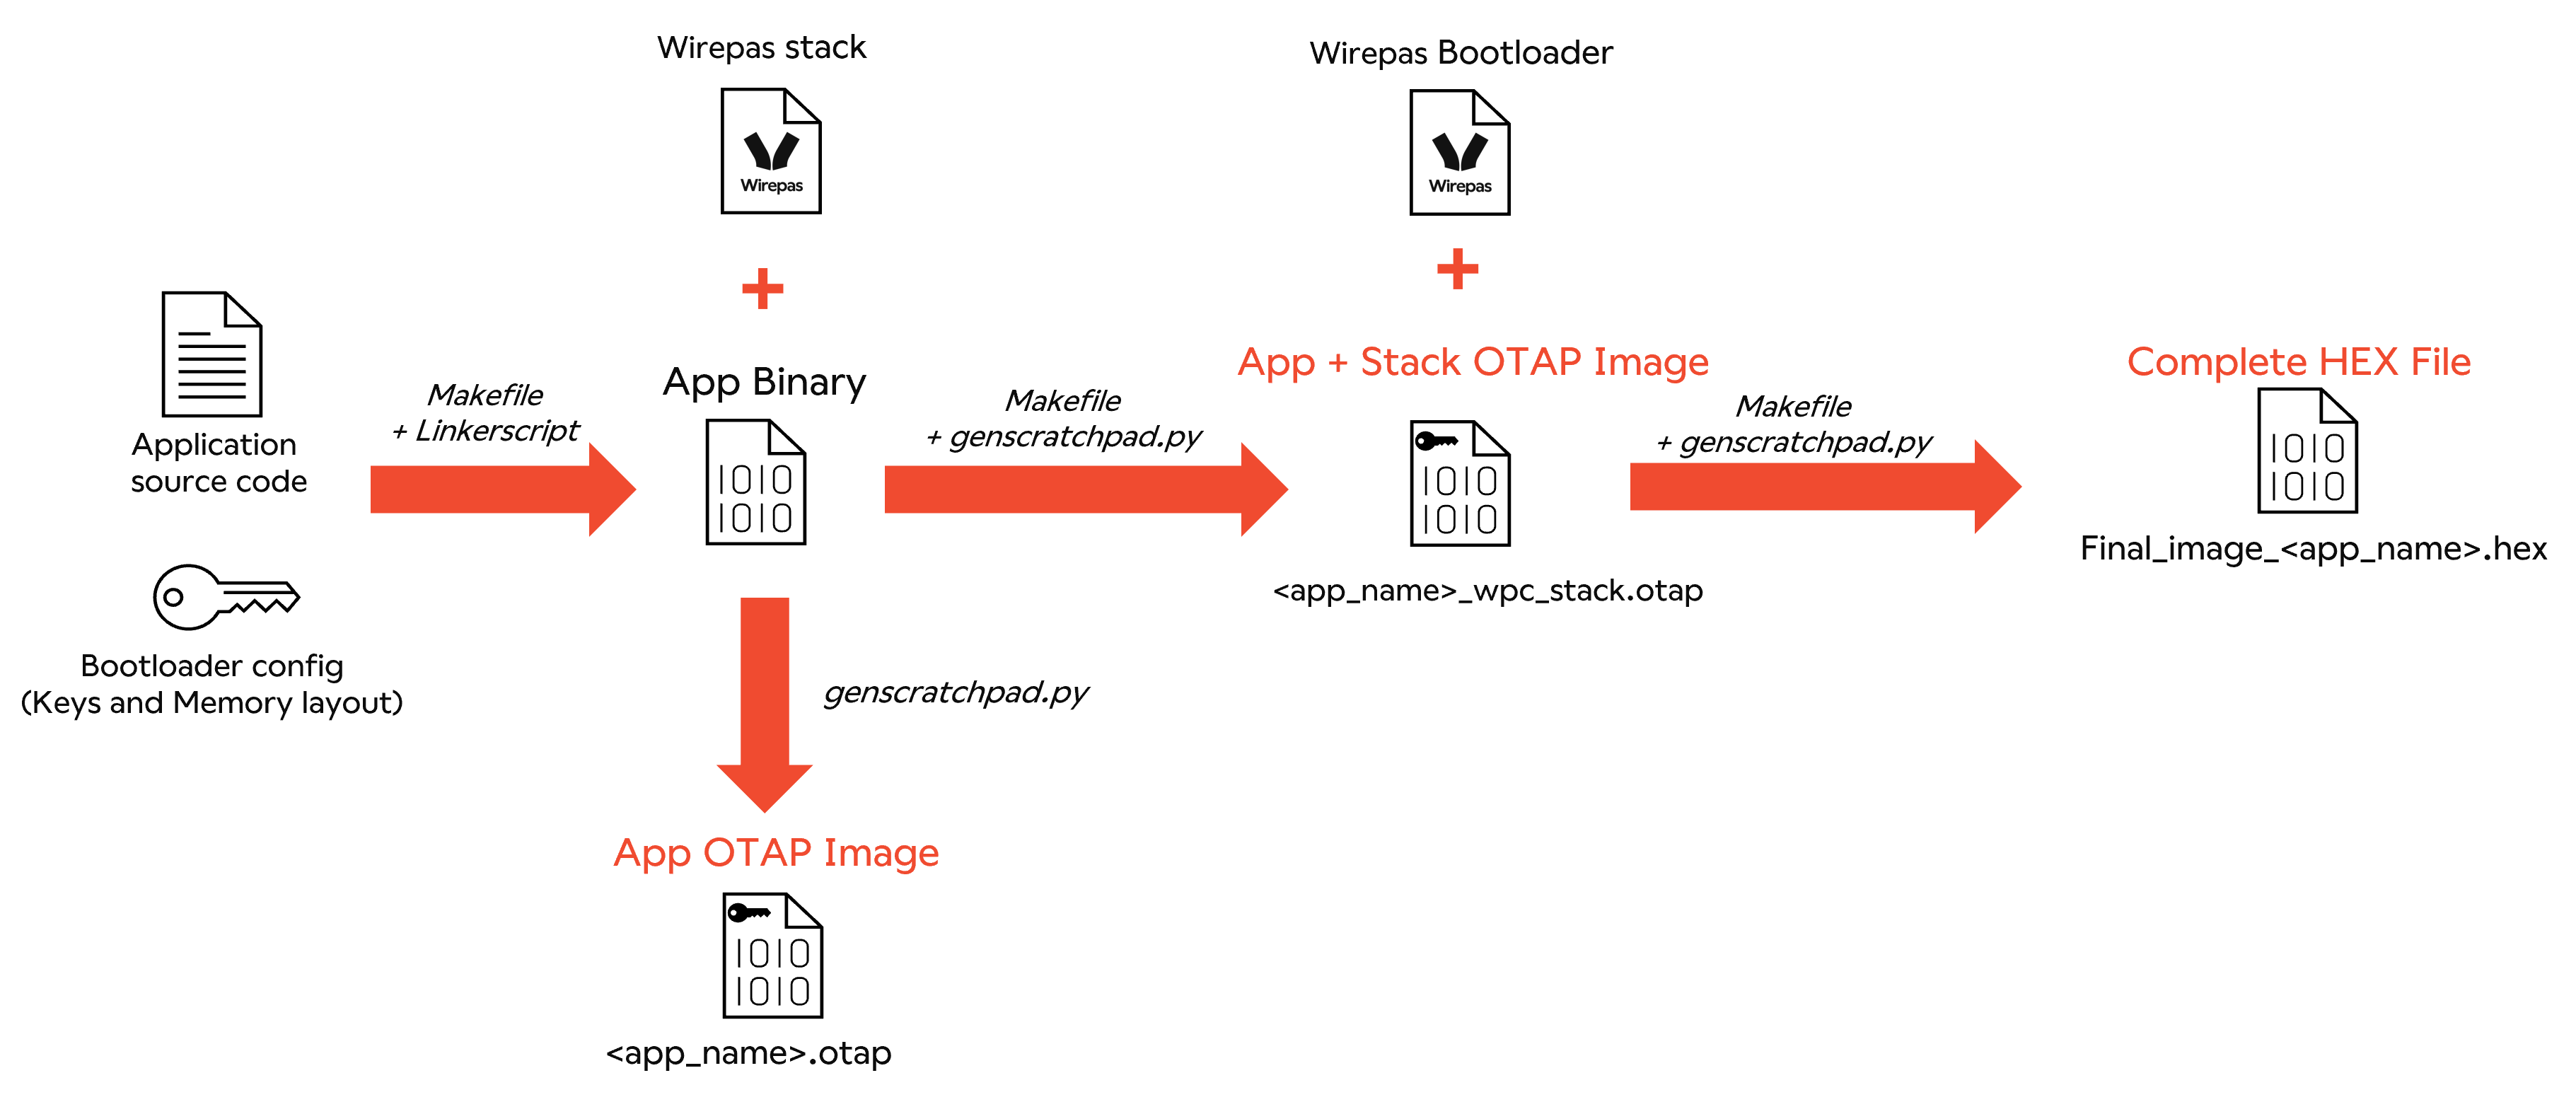 Wirepas stack
Wirepas
Wirepas Bootloader
Wirepas
Application
source code
Bootloader config
(Keys and Memory layout)
Makefile
+ Linkerscript
App Binary
1010
1010
Makefile
+ genscratchpad.py
App + Stack OTAP Image
1010
1010
<app_name>_wpc_stack.otap
Makefile
+ genscratchpad.py
Complete HEX File
1010
1010
Final_image_<app_name>.hex
genscratchpad.py
App OTAP Image
1010
1010
<app_name>.otap